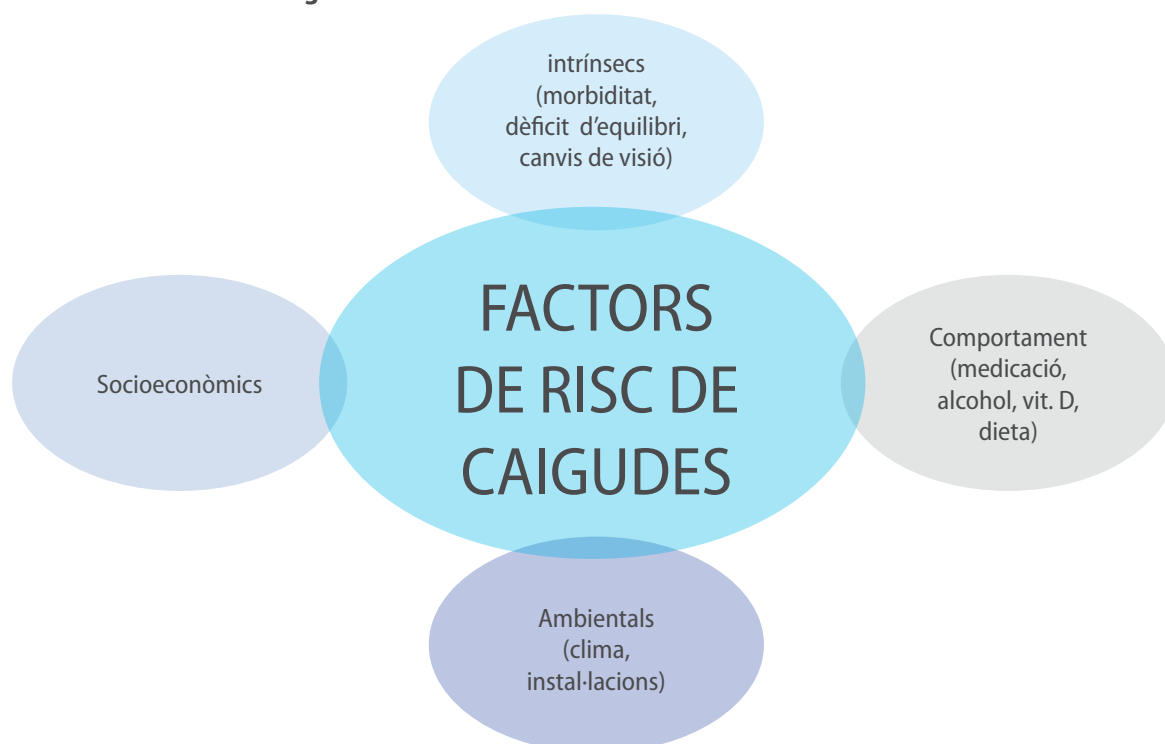 intrínsecs
(morbiditat,
dèficit d'equilibri,
canvis de visió)
FACTORS
DE RISC DE
CAIGUDES
Socioeconòmics
Comportament
(medicació,
alcohol, vit. D,
dieta)
Ambientals
(clima,
instal·lacions)